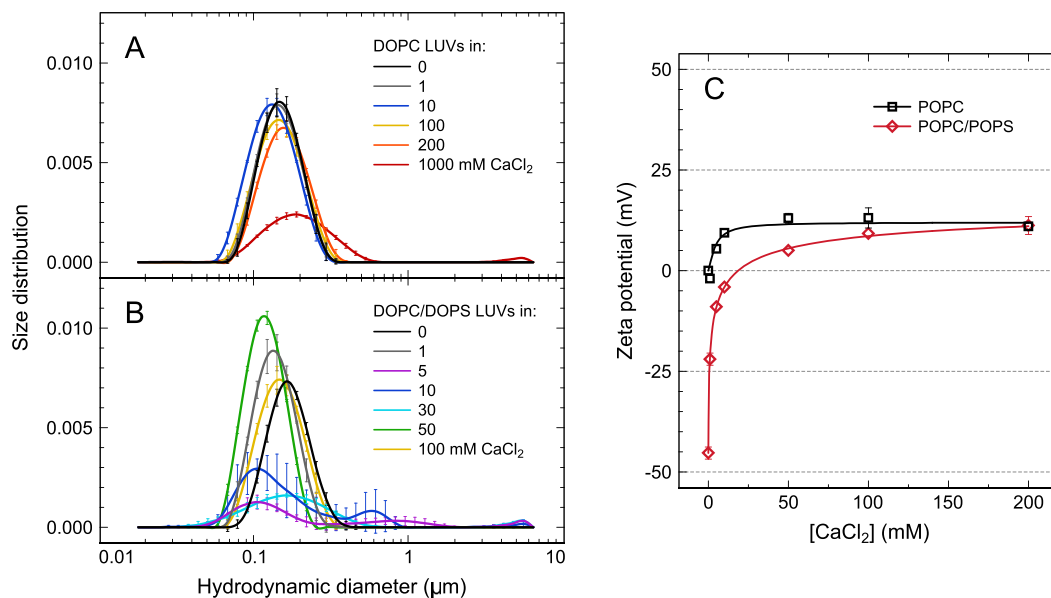 A
DOPC LUVs in:
0
1
10
100
200
1000 mM CaCl₂
0.010
0.005
0.000
B
DOPC/DOPS LUVs in:
0
1
5
10
30
50
100 mM CaCl₂
0.010
0.005
0.000
Size distribution
0.01 0.1 1 10
Hydrodynamic diameter (μm)
C
POPC
POPC/POPS
50
25
0
-25
-50
Zeta potential (mV)
0 50 100 150 200
[CaCl₂] (mM)